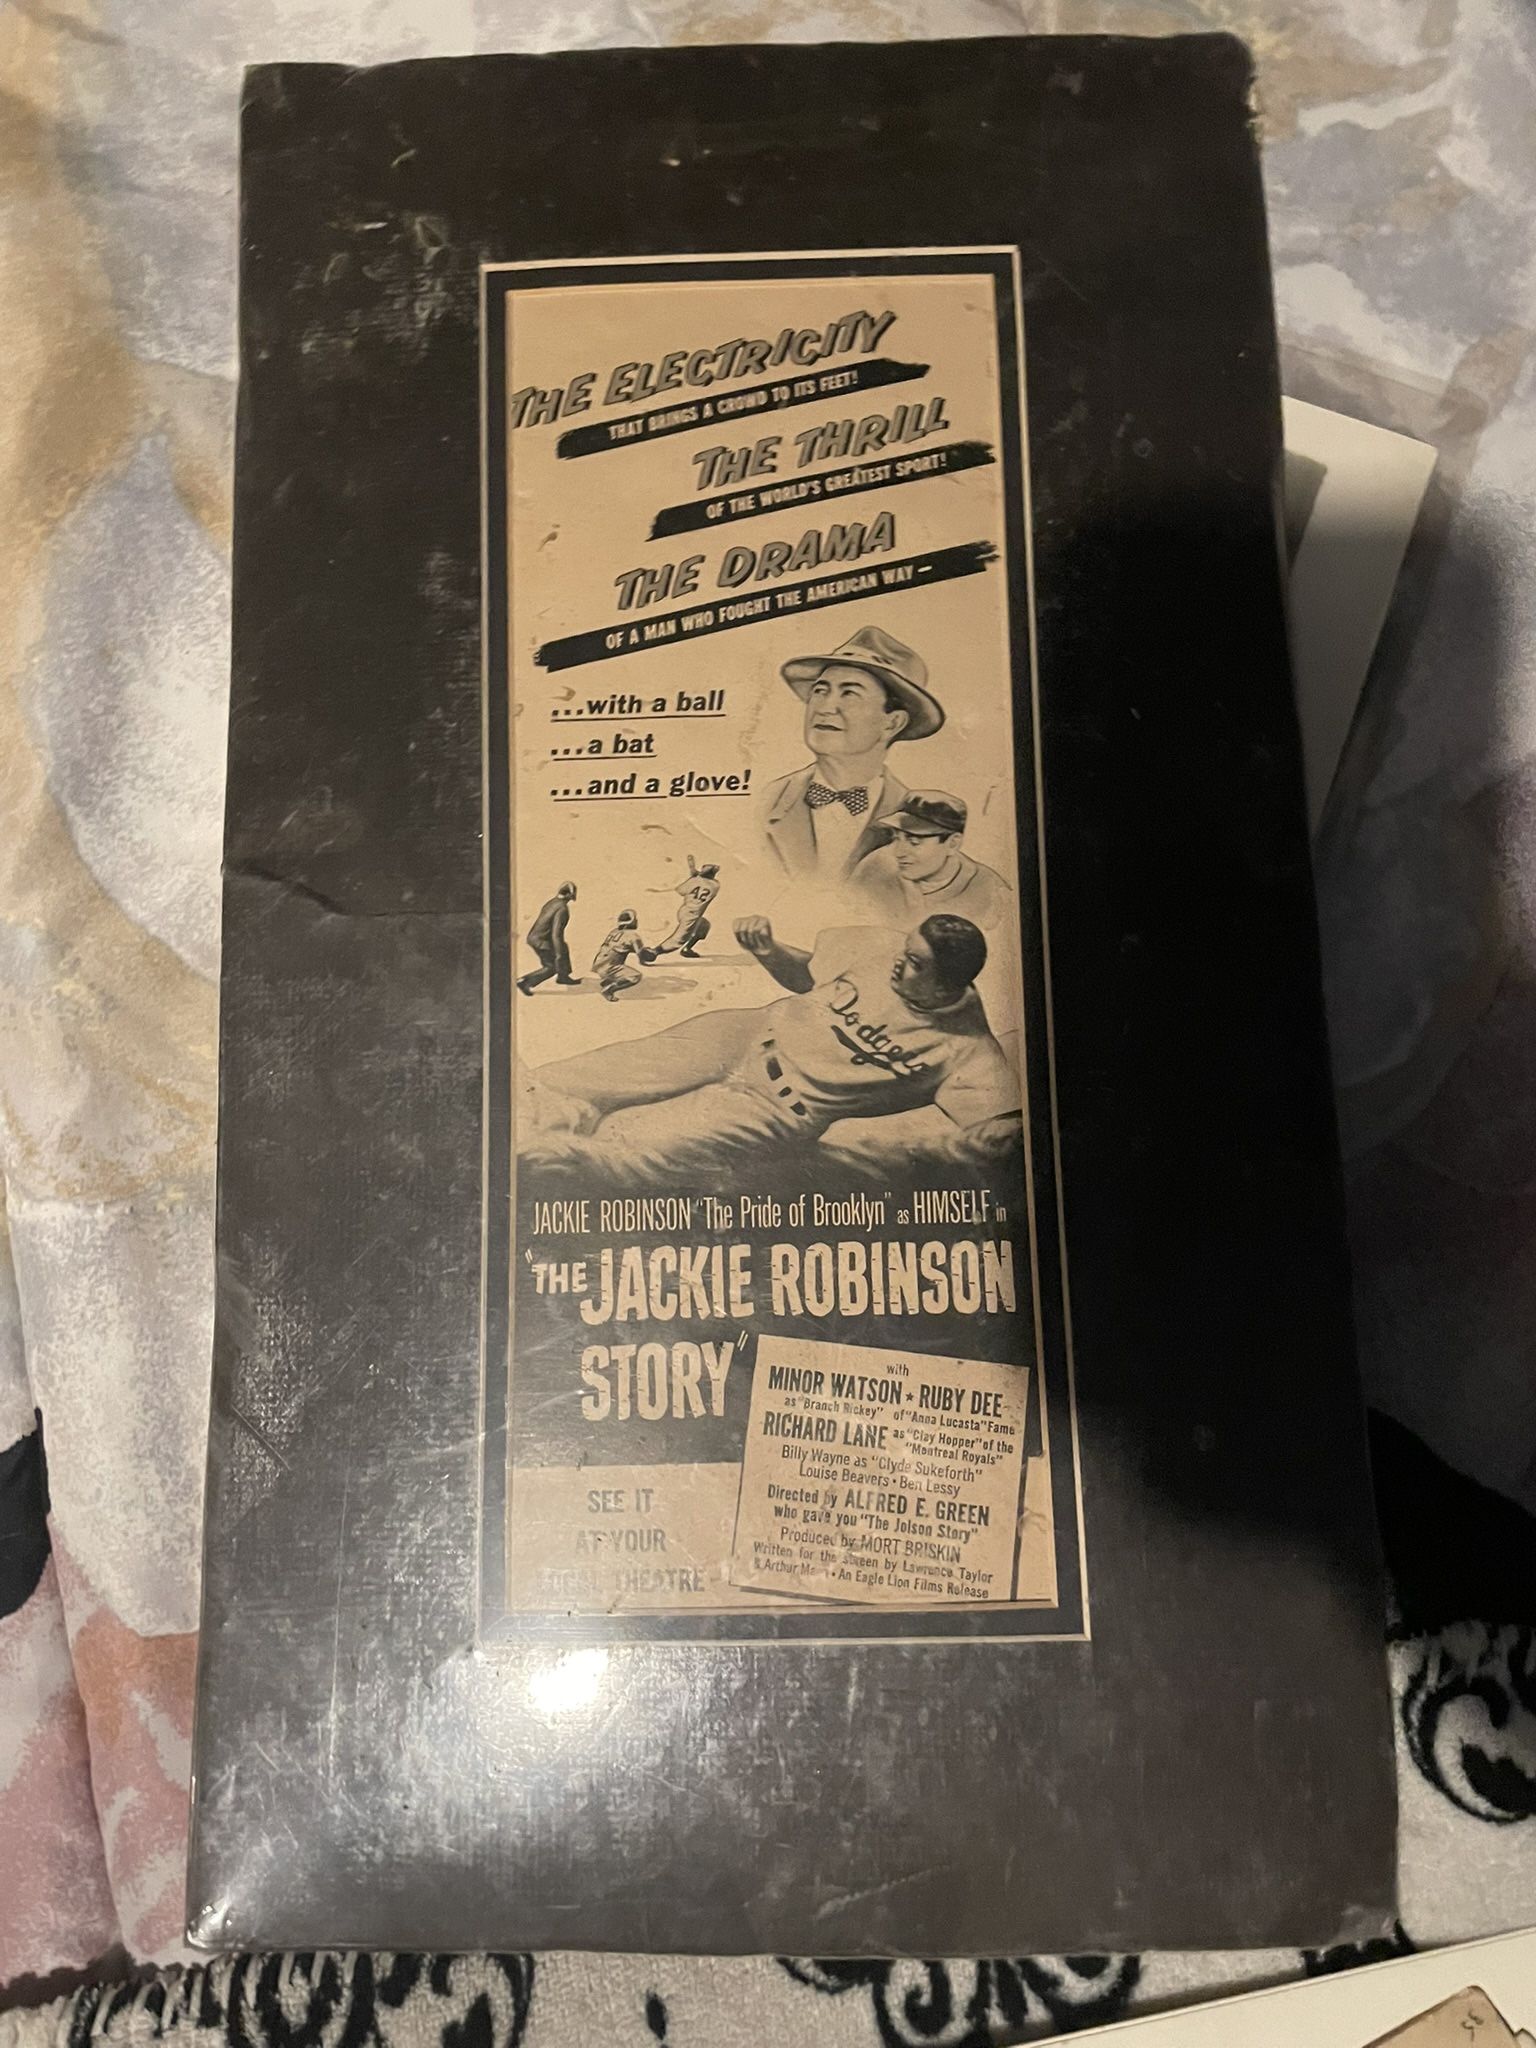 THE ELECTRICITY
THAT BRINGS A CROWD TO ITS FEET!
THE THRILL
OF THE WORLD'S GREATEST SPORT!
THE DRAMA
OF A MAN WHO FOUGHT THE AMERICAN WAY—
...with a ball
...a bat
...and a glove!
42
Dodgers
JACKIE ROBINSON "The Pride of Brooklyn" as HIMSELF in
"THE JACKIE ROBINSON
STORY"
with
MINOR WATSON ★ RUBY DEE
as "Branch Rickey" of "Anna Lucasta" Fame
RICHARD LANE as "Clay Hopper" of the
"Montreal Royals"
Billy Wayne as "Clyde Sukeforth"
Louise Beavers • Ben Lessy
Directed by ALFRED E. GREEN
who gave you "The Jolson Story"
Produced by MORT BRISKIN
Written for the screen by Lawrence Taylor
& Arthur • An Eagle Lion Films Release
SEE IT
AT YOUR
THEATRE